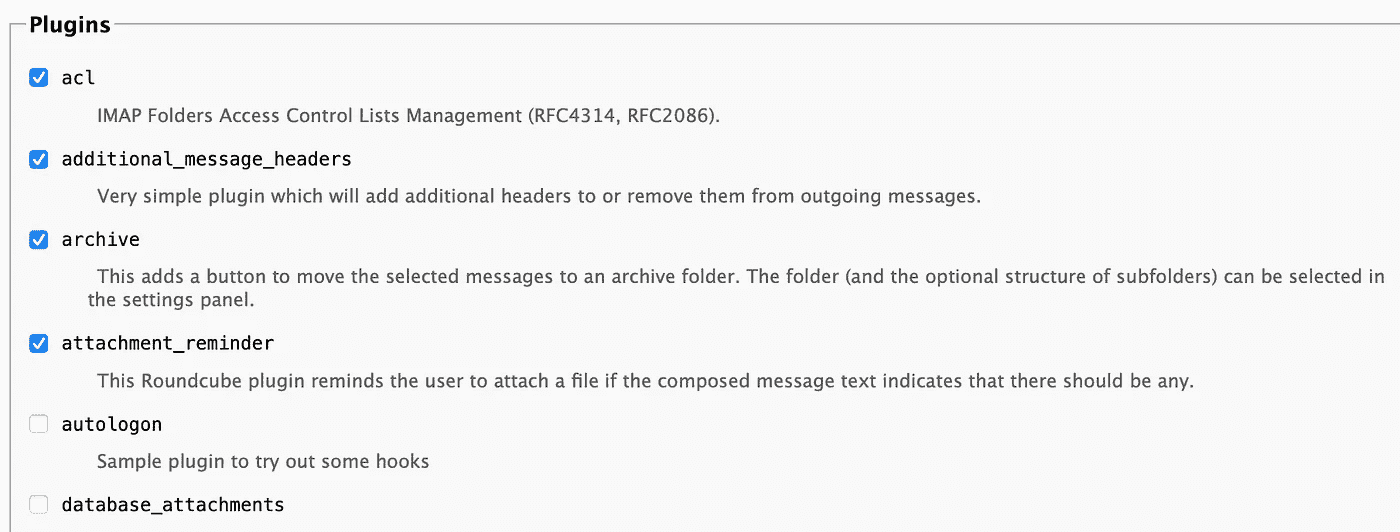 Plugins
acl
IMAP Folders Access Control Lists Management (RFC4314, RFC2086).
additional_message_headers
Very simple plugin which will add additional headers to or remove them from outgoing messages.
archive
This adds a button to move the selected messages to an archive folder. The folder (and the optional structure of subfolders) can be selected in
the settings panel.
attachment_reminder
This Roundcube plugin reminds the user to attach a file if the composed message text indicates that there should be any.
autologon
Sample plugin to try out some hooks
database_attachments